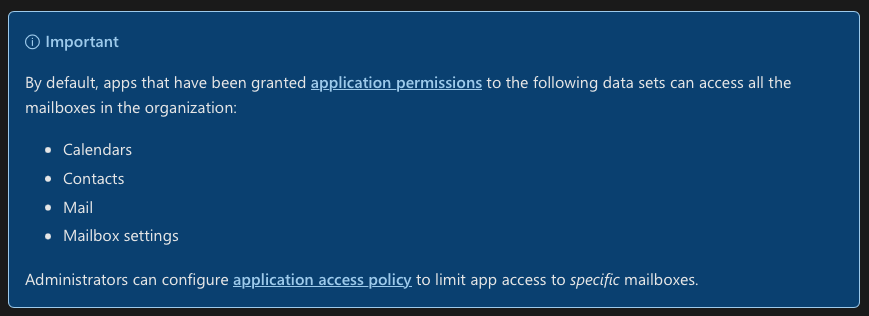 Important
By default, apps that have been granted application permissions to the following data sets can access all the
mailboxes in the organization:
Calendars
Contacts
Mail
Mailbox settings
Administrators can configure application access policy to limit app access to specific mailboxes.